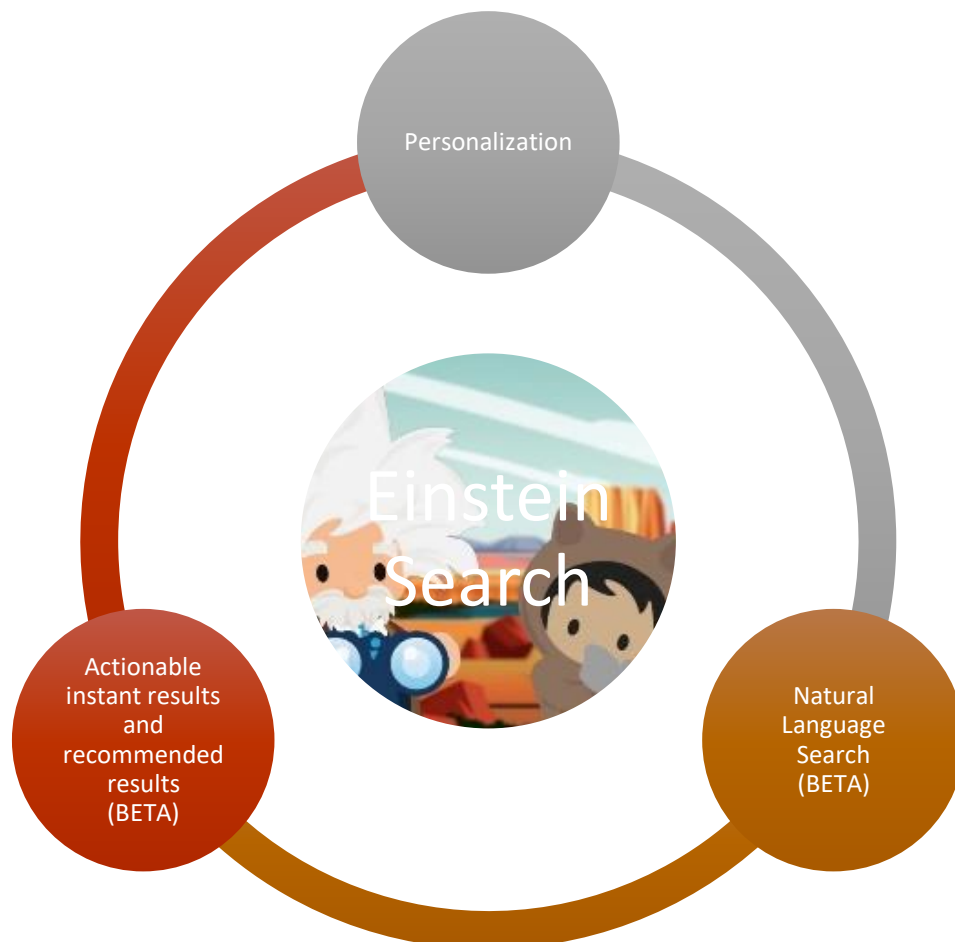 Personalization
Einstein
Search
Actionable
instant results
and
recommended
results
(BETA)
Natural
Language
Search
(BETA)